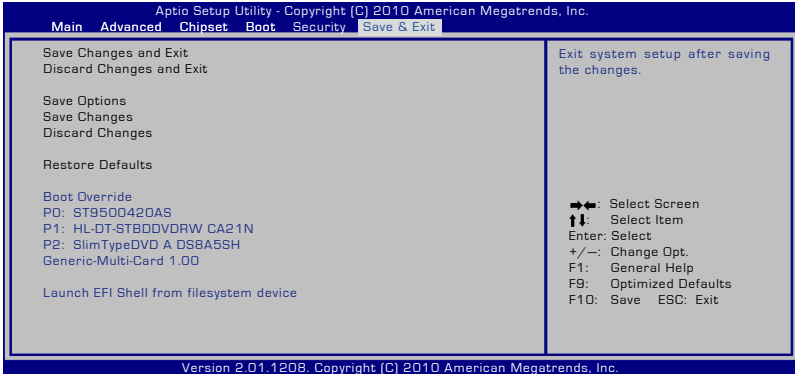 Aptio Setup Utility - Copyright (C) 2010 American Megatrends, Inc.
Main Advanced Chipset Boot Security Save & Exit
Save Changes and Exit
Discard Changes and Exit
Save Options
Save Changes
Discard Changes
Restore Defaults
Boot Override
P0: ST9500420AS
P1: HL-DT-STBDDVDRW CA21N
P2: SlimTypeDVD A DS8A5SH
Generic-Multi-Card 1.00
Launch EFI Shell from filesystem device
Exit system setup after saving
the changes.
➡⬅: Select Screen
⬆⬇: Select Item
Enter: Select
+/—: Change Opt.
F1: General Help
F9: Optimized Defaults
F10: Save ESC: Exit
Version 2.01.1208. Copyright (C) 2010 American Megatrends, Inc.